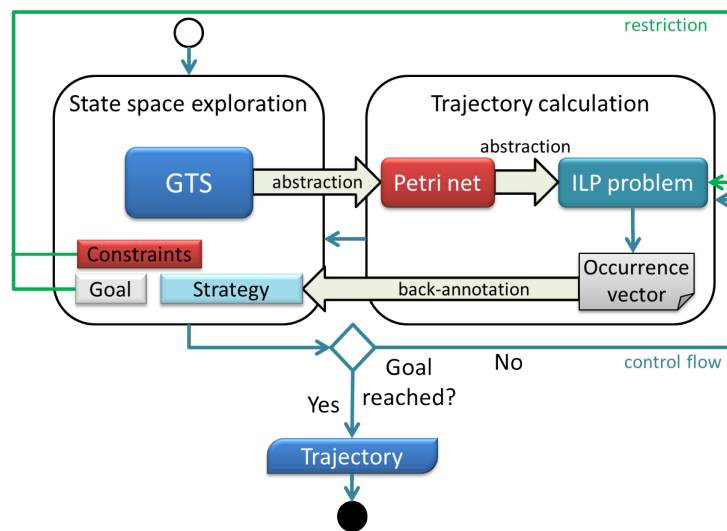 restriction
State space exploration
Trajectory calculation
abstraction
GTS
abstraction
Petri net
ILP problem
Constraints
Goal
Strategy
back-annotation
Occurrence
vector
Goal
reached?
No
control flow
Yes
Trajectory